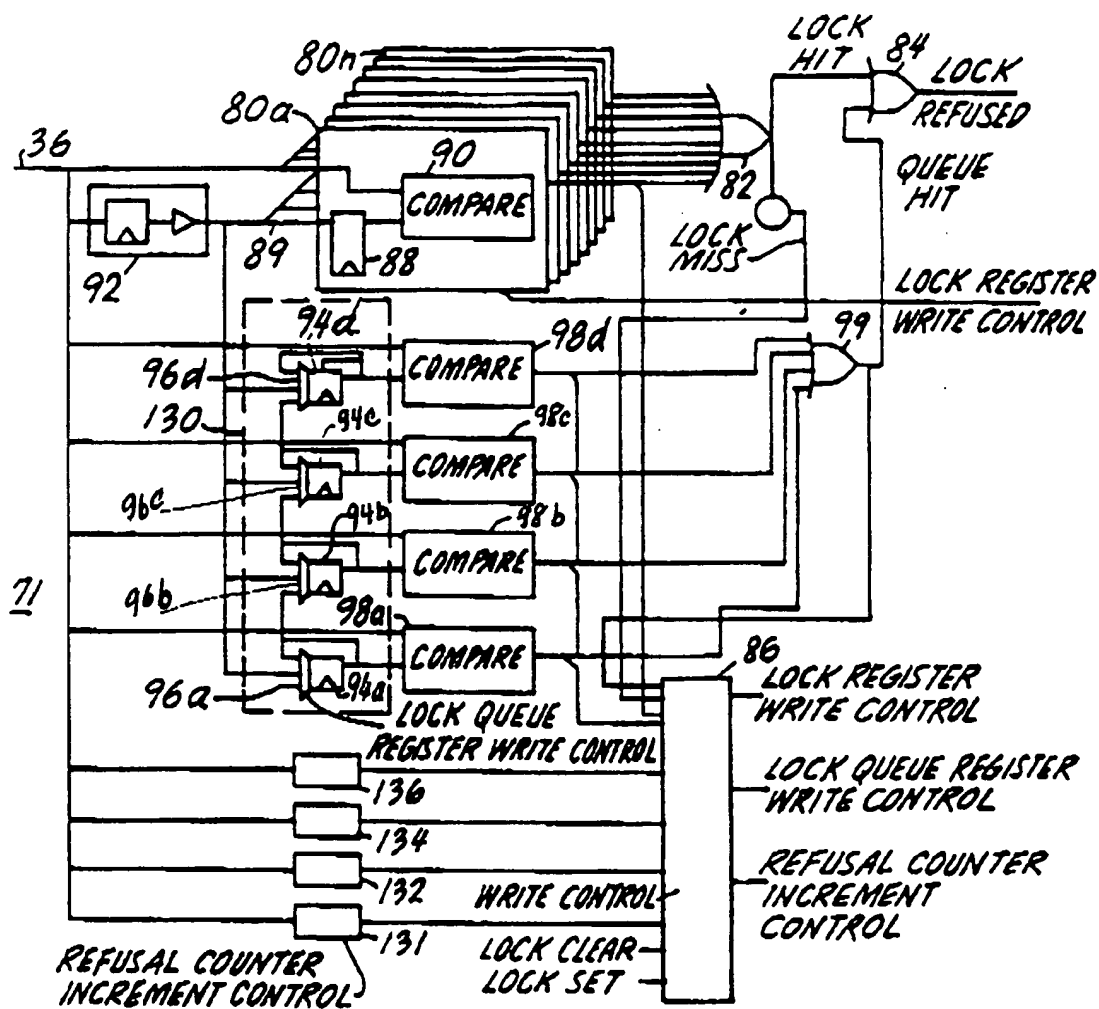 LOCK
HIT
84
LOCK
REFUSED
80n
80a
36
90
COMPARE
82
QUEUE
HIT
LOCK
MISS
92
89
88
LOCK REGISTER
WRITE CONTROL
94d
98d
COMPARE
99
96d
130
94c
98c
COMPARE
96c
94b
98b
COMPARE
71
96b
98a
COMPARE
86
96a
94a
LOCK QUEUE
REGISTER WRITE CONTROL
LOCK REGISTER
WRITE CONTROL
136
LOCK QUEUE REGISTER
WRITE CONTROL
134
132
WRITE CONTROL
REFUSAL COUNTER
INCREMENT
CONTROL
131
REFUSAL COUNTER
INCREMENT CONTROL
LOCK CLEAR
LOCK SET